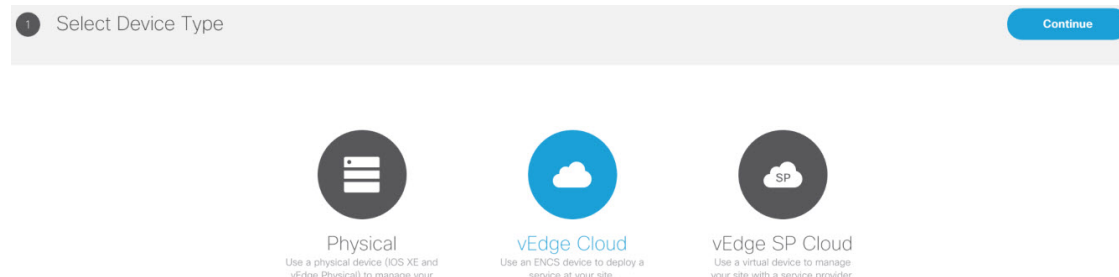 1 Select Device Type Continue
SP
Physical vEdge Cloud vEdge SP Cloud
Use a physical device (IOS XE and Use an ENCS device to deploy a Use a virtual device to manage
vEdge Physical) to manage your service at your site your site with a service provider